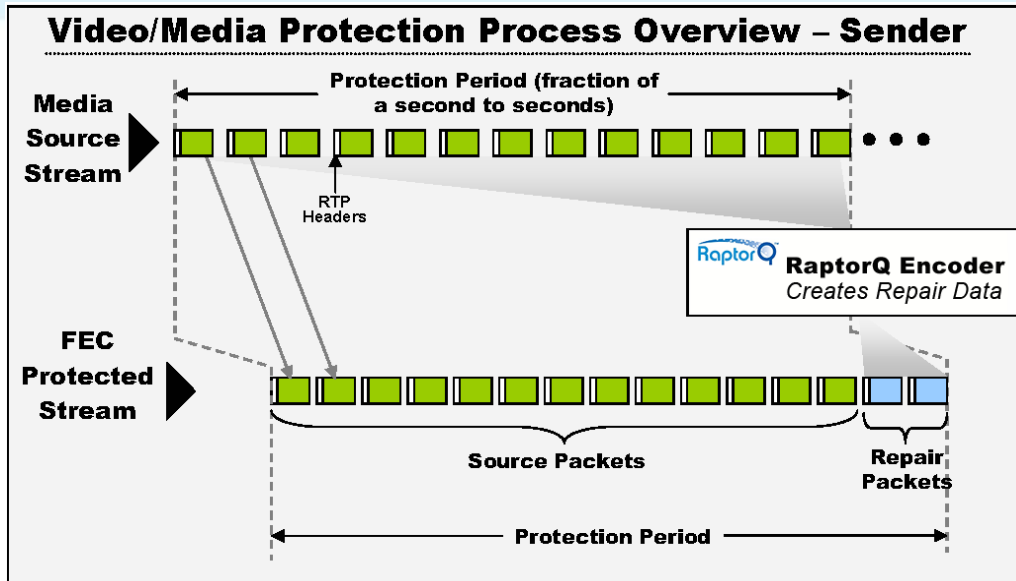 Video/Media Protection Process Overview – Sender
Protection Period (fraction of
a second to seconds)
Media
Source
Stream
RTP
Headers
RaptorQ™
RaptorQ Encoder
Creates Repair Data
FEC
Protected
Stream
Source Packets
Repair
Packets
Protection Period